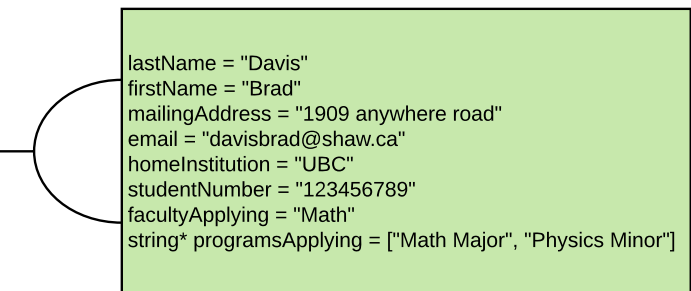 lastName = "Davis"
firstName = "Brad"
mailingAddress = "1909 anywhere road"
email = "davisbrad@shaw.ca"
homeInstitution = "UBC"
studentNumber = "123456789"
facultyApplying = "Math"
string* programsApplying = ["Math Major", "Physics Minor"]